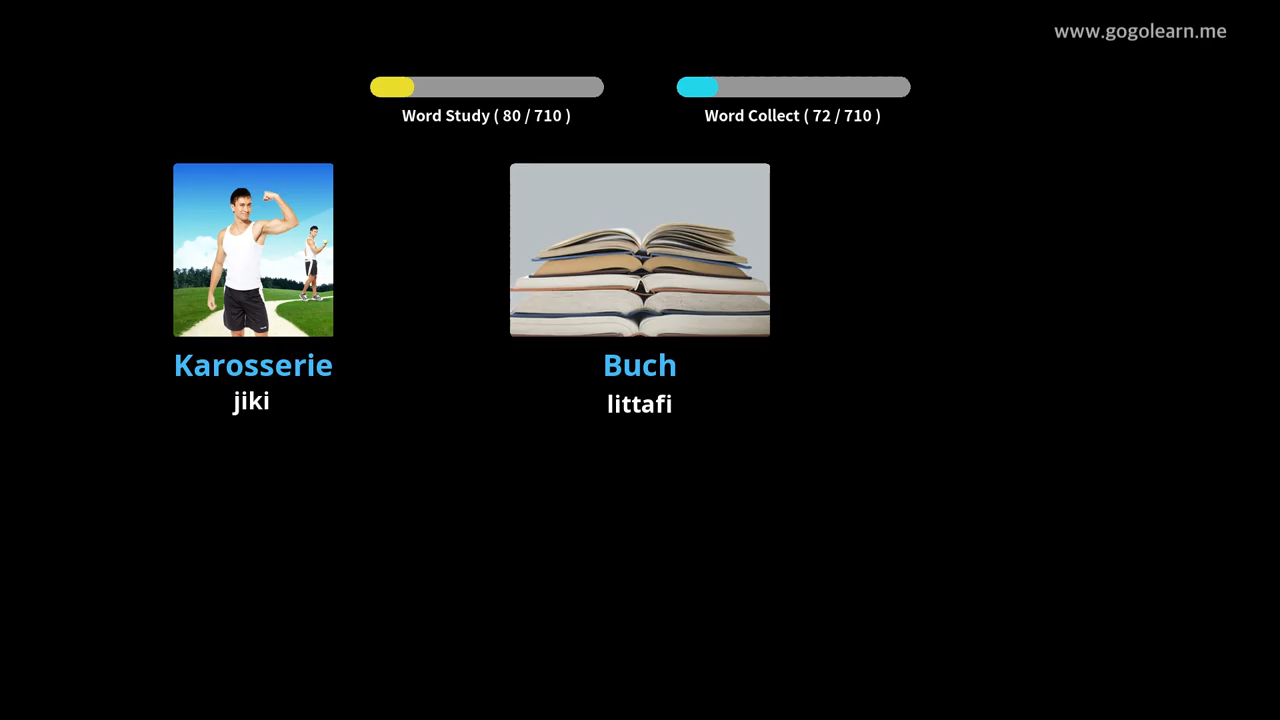 www.gogolearn.me
Word Study ( 80 / 710 )
Word Collect ( 72 / 710 )
Karosserie
jiki
Buch
littafi